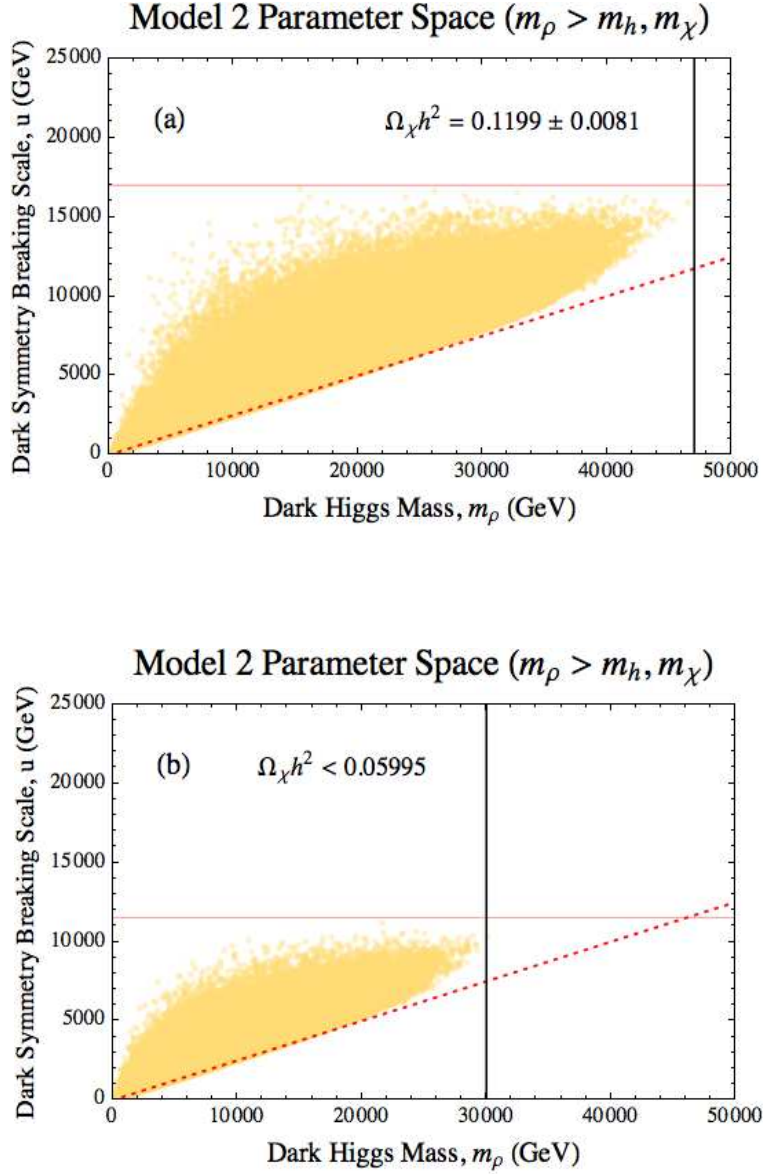 Model 2 Parameter Space (mρ > mh, mχ)
Dark Symmetry Breaking Scale, u (GeV)
25000
20000
15000
10000
5000
0
(a)
Ωχh² = 0.1199 ± 0.0081
0 10000 20000 30000 40000 50000
Dark Higgs Mass, mρ (GeV)
Model 2 Parameter Space (mρ > mh, mχ)
Dark Symmetry Breaking Scale, u (GeV)
25000
20000
15000
10000
5000
0
(b)
Ωχh² < 0.05995
0 10000 20000 30000 40000 50000
Dark Higgs Mass, mρ (GeV)